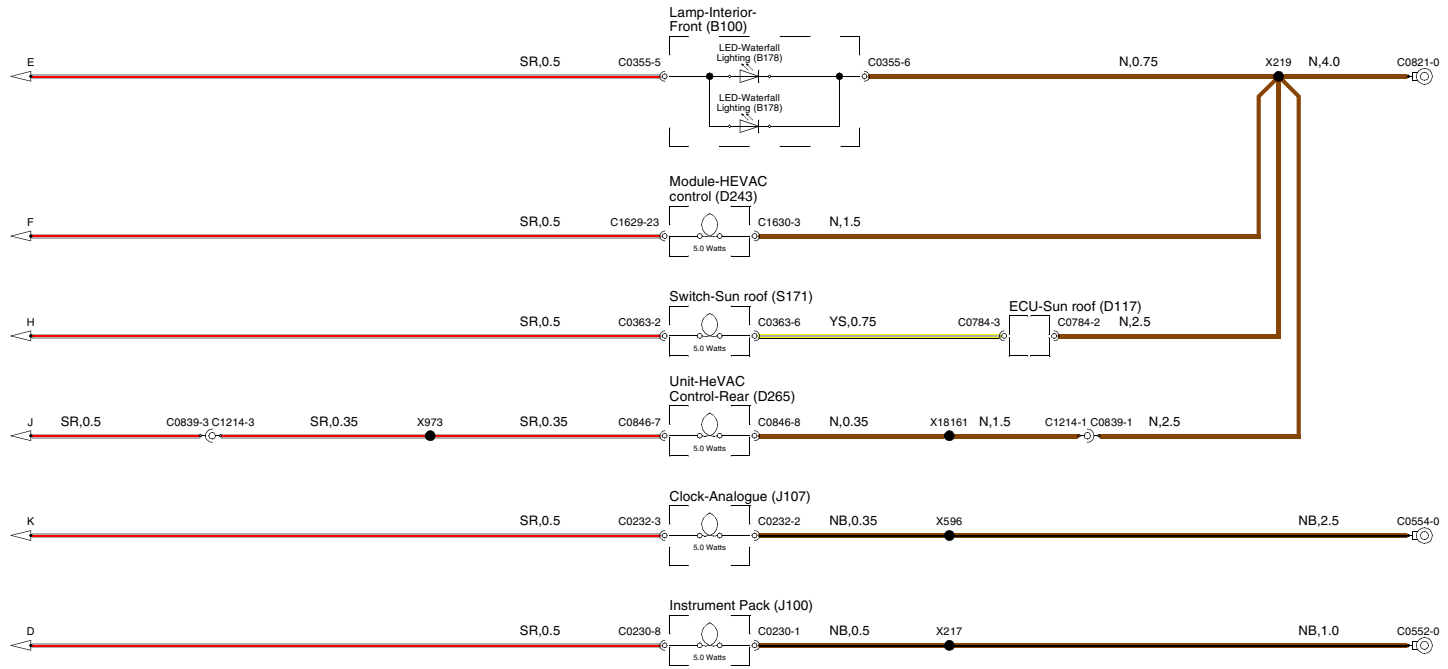 Lamp-Interior-
Front (B100)
LED-Waterfall
Lighting (B178)
E
SR,0.5
C0355-5
C0355-6
N,0.75
X219
N,4.0
C0821-0
LED-Waterfall
Lighting (B178)
Module-HEVAC
control (D243)
F
SR,0.5
C1629-23
C1630-3
N,1.5
5.0 Watts
Switch-Sun roof (S171)
ECU-Sun roof (D117)
H
SR,0.5
C0363-2
C0363-6
YS,0.75
C0784-3
C0784-2
N,2.5
5.0 Watts
Unit-HeVAC
Control-Rear (D265)
J
SR,0.5
C0839-3 C1214-3
SR,0.35
X973
SR,0.35
C0846-7
C0846-8
N,0.35
X18161
N,1.5
C1214-1 C0839-1
N,2.5
5.0 Watts
Clock-Analogue (J107)
K
SR,0.5
C0232-3
C0232-2
NB,0.35
X596
NB,2.5
C0554-0
5.0 Watts
Instrument Pack (J100)
D
SR,0.5
C0230-8
C0230-1
NB,0.5
X217
NB,1.0
C0552-0
5.0 Watts